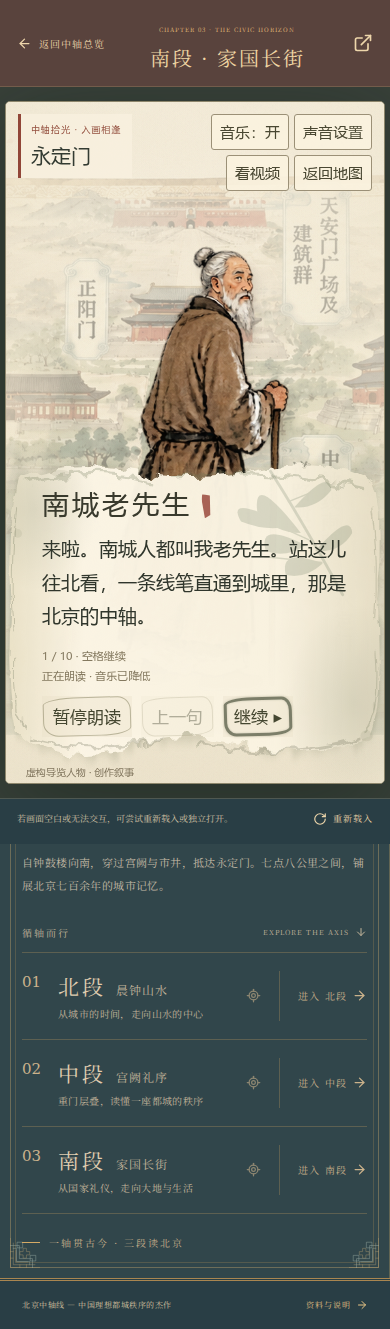 返回中轴总览
CHAPTER 03 · THE CIVIC HORIZON
南段 · 家国长街
中轴拾光 · 入画相逢
永定门
音乐：开
声音设置
看视频
返回地图
天安门广场及
建筑群
正阳门
中
南城老先生
来啦。南城人都叫我老先生。站这儿
往北看，一条线笔直通到城里，那是
北京的中轴。
1 / 10 · 空格继续
正在朗读 · 音乐已降低
暂停朗读
上一句
继续 ▸
虚构导览人物 · 创作叙事
若画面空白或无法交互，可尝试重新载入或独立打开。
重新载入
自钟鼓楼向南，穿过宫阙与市井，抵达永定门。七点八公里之间，铺
展北京七百余年的城市记忆。
循轴而行
EXPLORE THE AXIS
01
北段 晨钟山水
从城市的时间，走向山水的中心
进入 北段
02
中段 宫阙礼序
重门层叠，读懂一座都城的秩序
进入 中段
03
南段 家国长街
从国家礼仪，走向大地与生活
进入 南段
一轴贯古今 · 三段读北京
北京中轴线 — 中国理想都城秩序的杰作
资料与说明